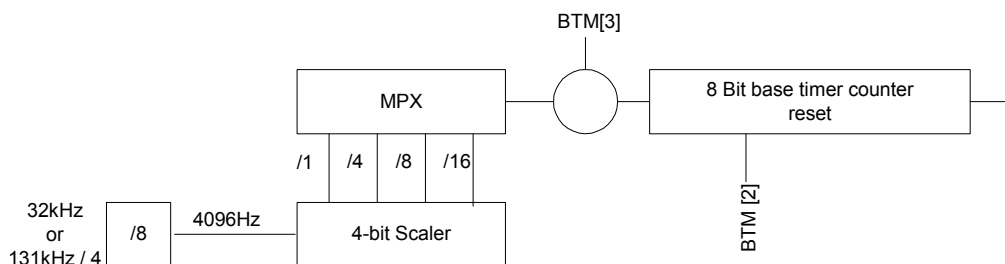 BTM[3]
MPX
8 Bit base timer counter
reset
/1
/4
/8
/16
BTM [2]
32kHz
or
131kHz / 4
/8
4096Hz
4-bit Scaler